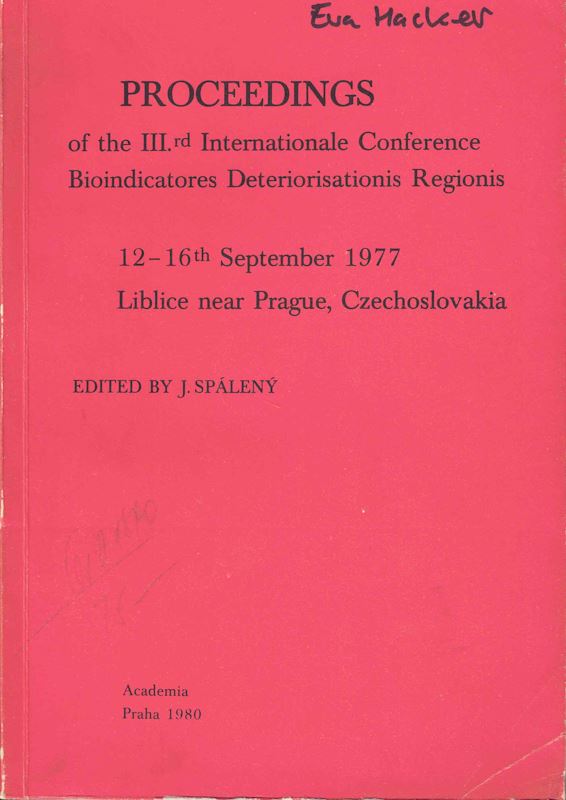 Eva Hacker
PROCEEDINGS
of the III.rd Internationale Conference
Bioindicatores Deteriorisationis Regionis
12–16th September 1977
Liblice near Prague, Czechoslovakia
EDITED BY J. SPÁLENÝ
Academia
Praha 1980